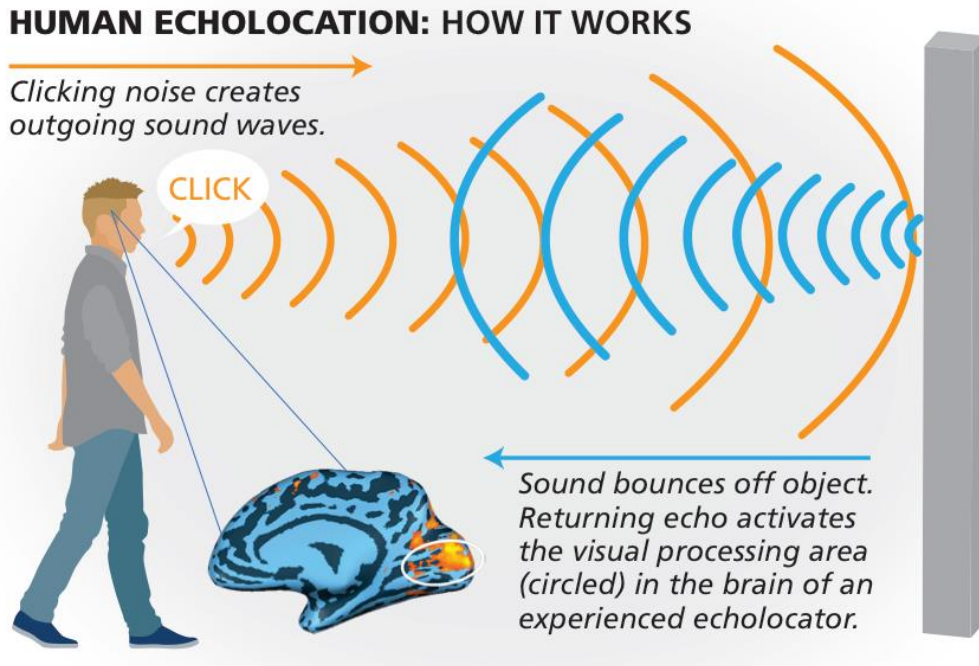 HUMAN ECHOLOCATION: HOW IT WORKS
Clicking noise creates
outgoing sound waves.
CLICK
Sound bounces off object.
Returning echo activates
the visual processing area
(circled) in the brain of an
experienced echolocator.